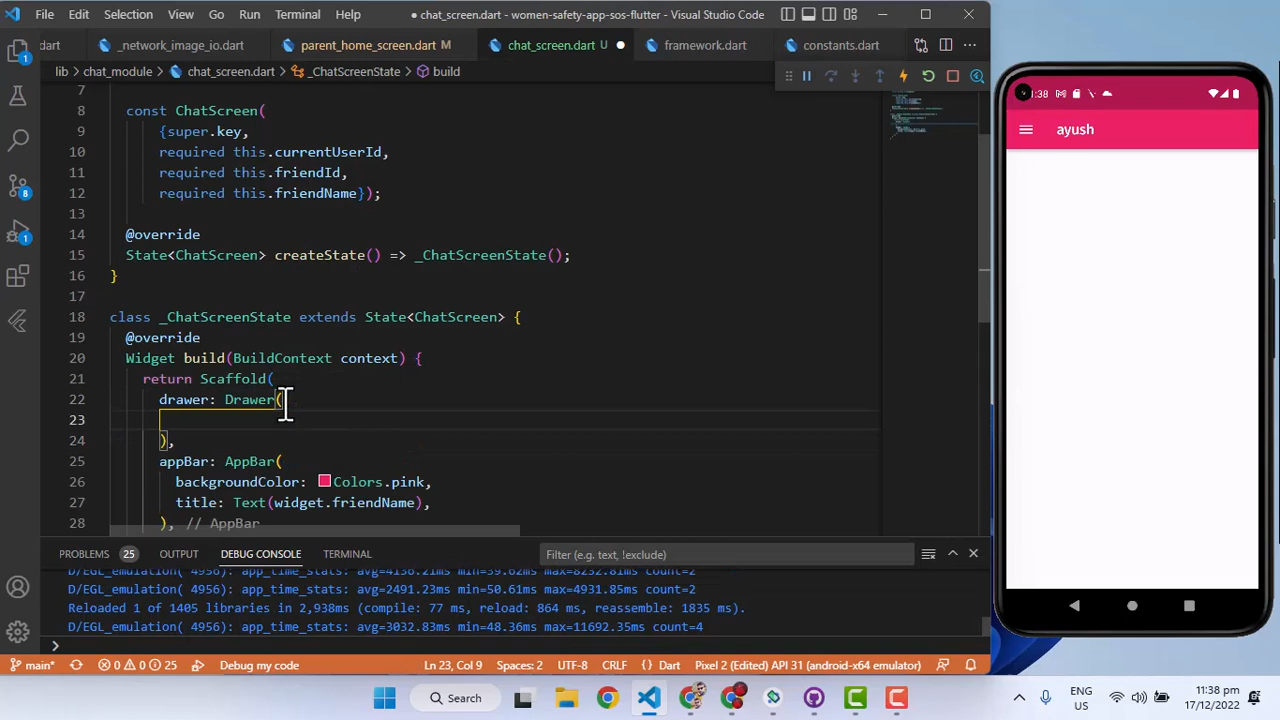 File Edit Selection View Go Run Terminal Help ● chat_screen.dart - women-safety-app-sos-flutter - Visual Studio Code
dart _network_image_io.dart parent_home_screen.dart M chat_screen.dart U ● framework.dart constants.dart
lib > chat_module > chat_screen.dart > _ChatScreenState > build
7
8 const ChatScreen(
9 {super.key,
10 required this.currentUserId,
11 required this.friendId,
12 required this.friendName});
13
14 @override
15 State<ChatScreen> createState() => _ChatScreenState();
16 }
17
18 class _ChatScreenState extends State<ChatScreen> {
19 @override
20 Widget build(BuildContext context) {
21 return Scaffold(
22 drawer: Drawer(
23
24 ),
25 appBar: AppBar(
26 backgroundColor: Colors.pink,
27 title: Text(widget.friendName),
28 ), // AppBar
PROBLEMS 25 OUTPUT DEBUG CONSOLE TERMINAL Filter (e.g. text, !exclude)
D/EGL_emulation( 4956): app_time_stats: avg=4136.21ms min=39.62ms max=8232.81ms count=2
D/EGL_emulation( 4956): app_time_stats: avg=2491.23ms min=50.61ms max=4931.85ms count=2
Reloaded 1 of 1405 libraries in 2,938ms (compile: 77 ms, reload: 864 ms, reassemble: 1835 ms).
D/EGL_emulation( 4956): app_time_stats: avg=3032.83ms min=48.36ms max=11692.35ms count=4
>
main* 0 0 25 Debug my code Ln 23, Col 9 Spaces: 2 UTF-8 CRLF {} Dart Pixel 2 (Edited) API 31 (android-x64 emulator)
1
8
1
:38
ayush
Search
ENG
US
11:38 pm
17/12/2022